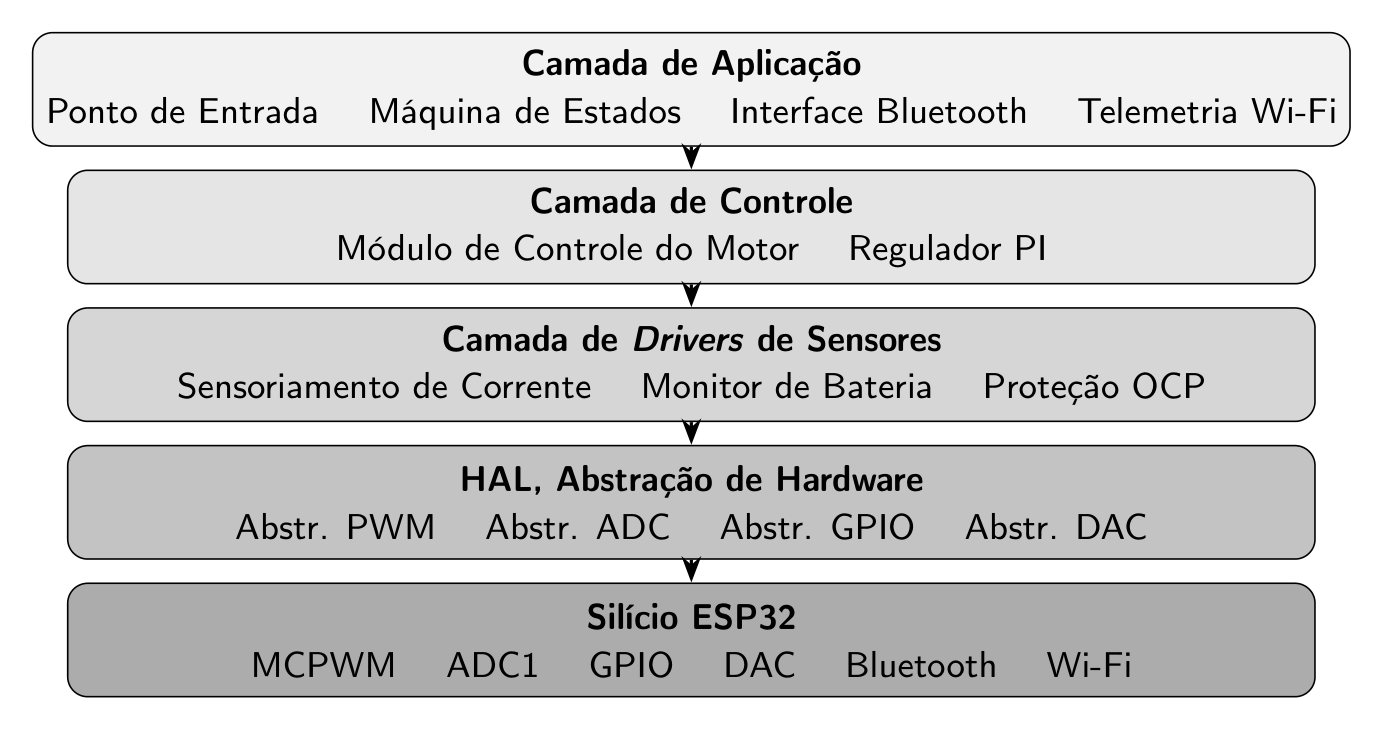 Camada de Aplicação
Ponto de Entrada Máquina de Estados Interface Bluetooth Telemetria Wi-Fi
Camada de Controle
Módulo de Controle do Motor Regulador PI
Camada de Drivers de Sensores
Sensoriamento de Corrente Monitor de Bateria Proteção OCP
HAL, Abstração de Hardware
Abstr. PWM Abstr. ADC Abstr. GPIO Abstr. DAC
Silício ESP32
MCPWM ADC1 GPIO DAC Bluetooth Wi-Fi